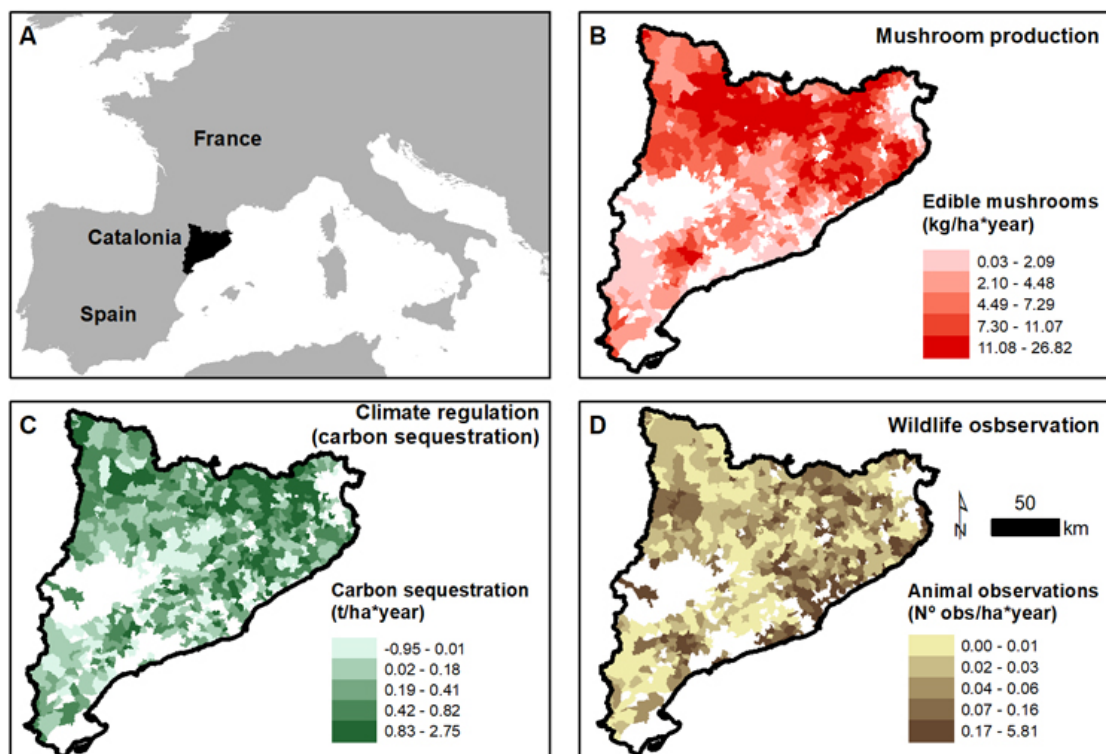 A
France
Catalonia
Spain
B
Mushroom production
Edible mushrooms
(kg/ha*year)
0.03 - 2.09
2.10 - 4.48
4.49 - 7.29
7.30 - 11.07
11.08 - 26.82
C
Climate regulation
(carbon sequestration)
Carbon sequestration
(t/ha*year)
-0.95 - 0.01
0.02 - 0.18
0.19 - 0.41
0.42 - 0.82
0.83 - 2.75
D
Wildlife osbservation
N
50
km
Animal observations
(Nº obs/ha*year)
0.00 - 0.01
0.02 - 0.03
0.04 - 0.06
0.07 - 0.16
0.17 - 5.81